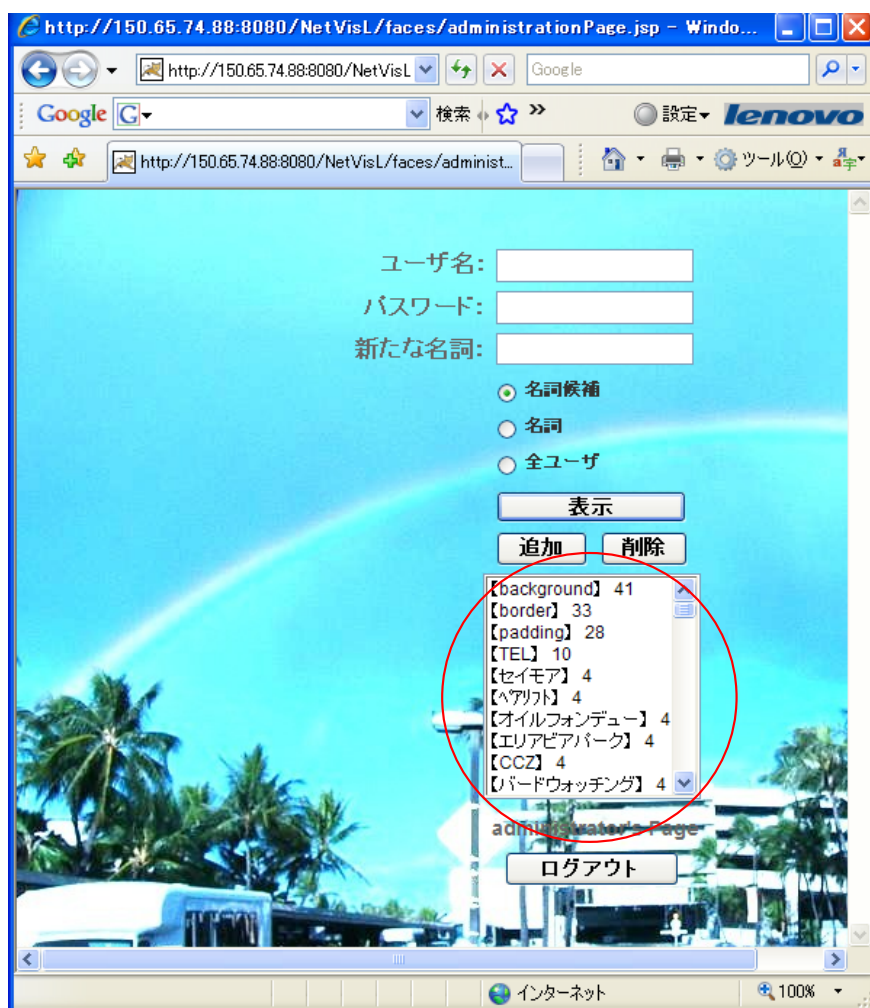 http://150.65.74.88:8080/NetVisL/faces/administrationPage.jsp - Windo...
http://150.65.74.88:8080/NetVisL
Google
Google G 検索 » 設定 lenovo
http://150.65.74.88:8080/NetVisL/faces/administ... ツール(O) あ字
ユーザ名:
パスワード:
新たな名詞:
名詞候補
名詞
全ユーザ
表示
追加 削除
【background】 41
【border】 33
【padding】 28
【TEL】 10
【セイモア】 4
【ペアリフト】 4
【オイルフォンデュー】 4
【エリアビアパーク】 4
【CCZ】 4
【バードウォッチング】 4
administrator's Page
ログアウト
インターネット 100%